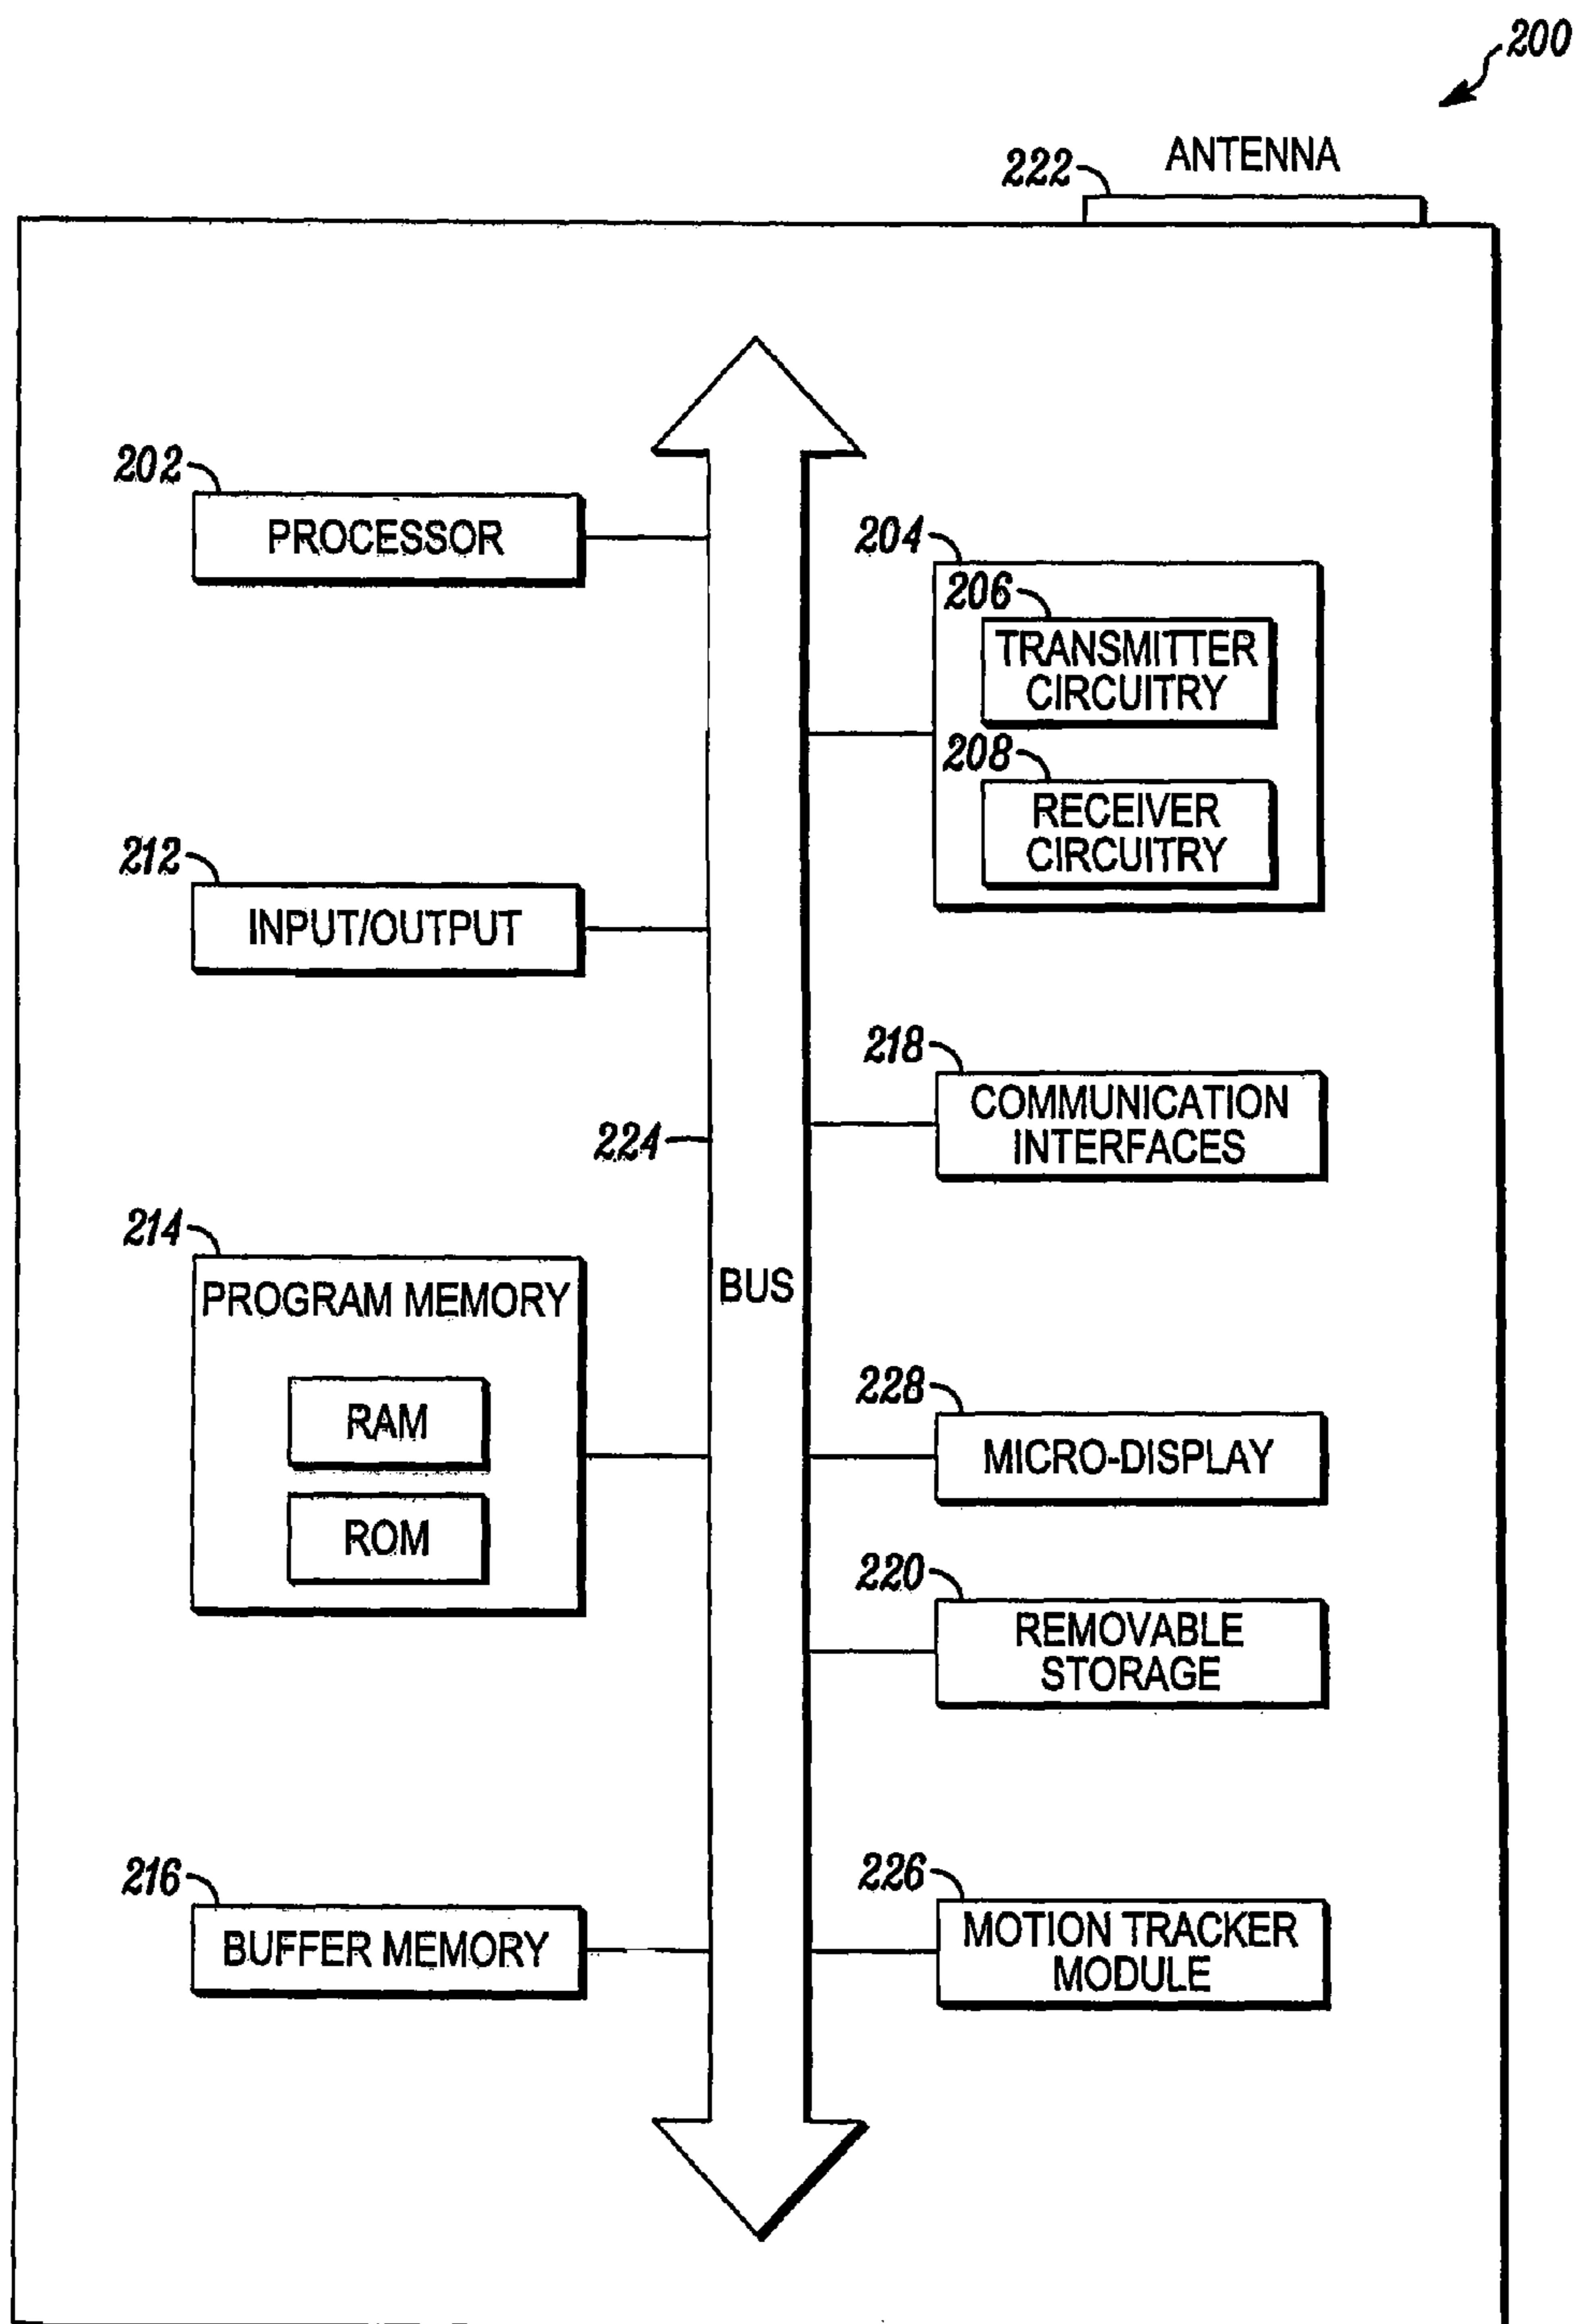 200
222
ANTENNA
202
PROCESSOR
204
206
TRANSMITTER
CIRCUITRY
208
RECEIVER
CIRCUITRY
212
INPUT/OUTPUT
218
COMMUNICATION
INTERFACES
224
214
PROGRAM MEMORY
RAM
ROM
BUS
228
MICRO-DISPLAY
220
REMOVABLE
STORAGE
216
BUFFER MEMORY
226
MOTION TRACKER
MODULE